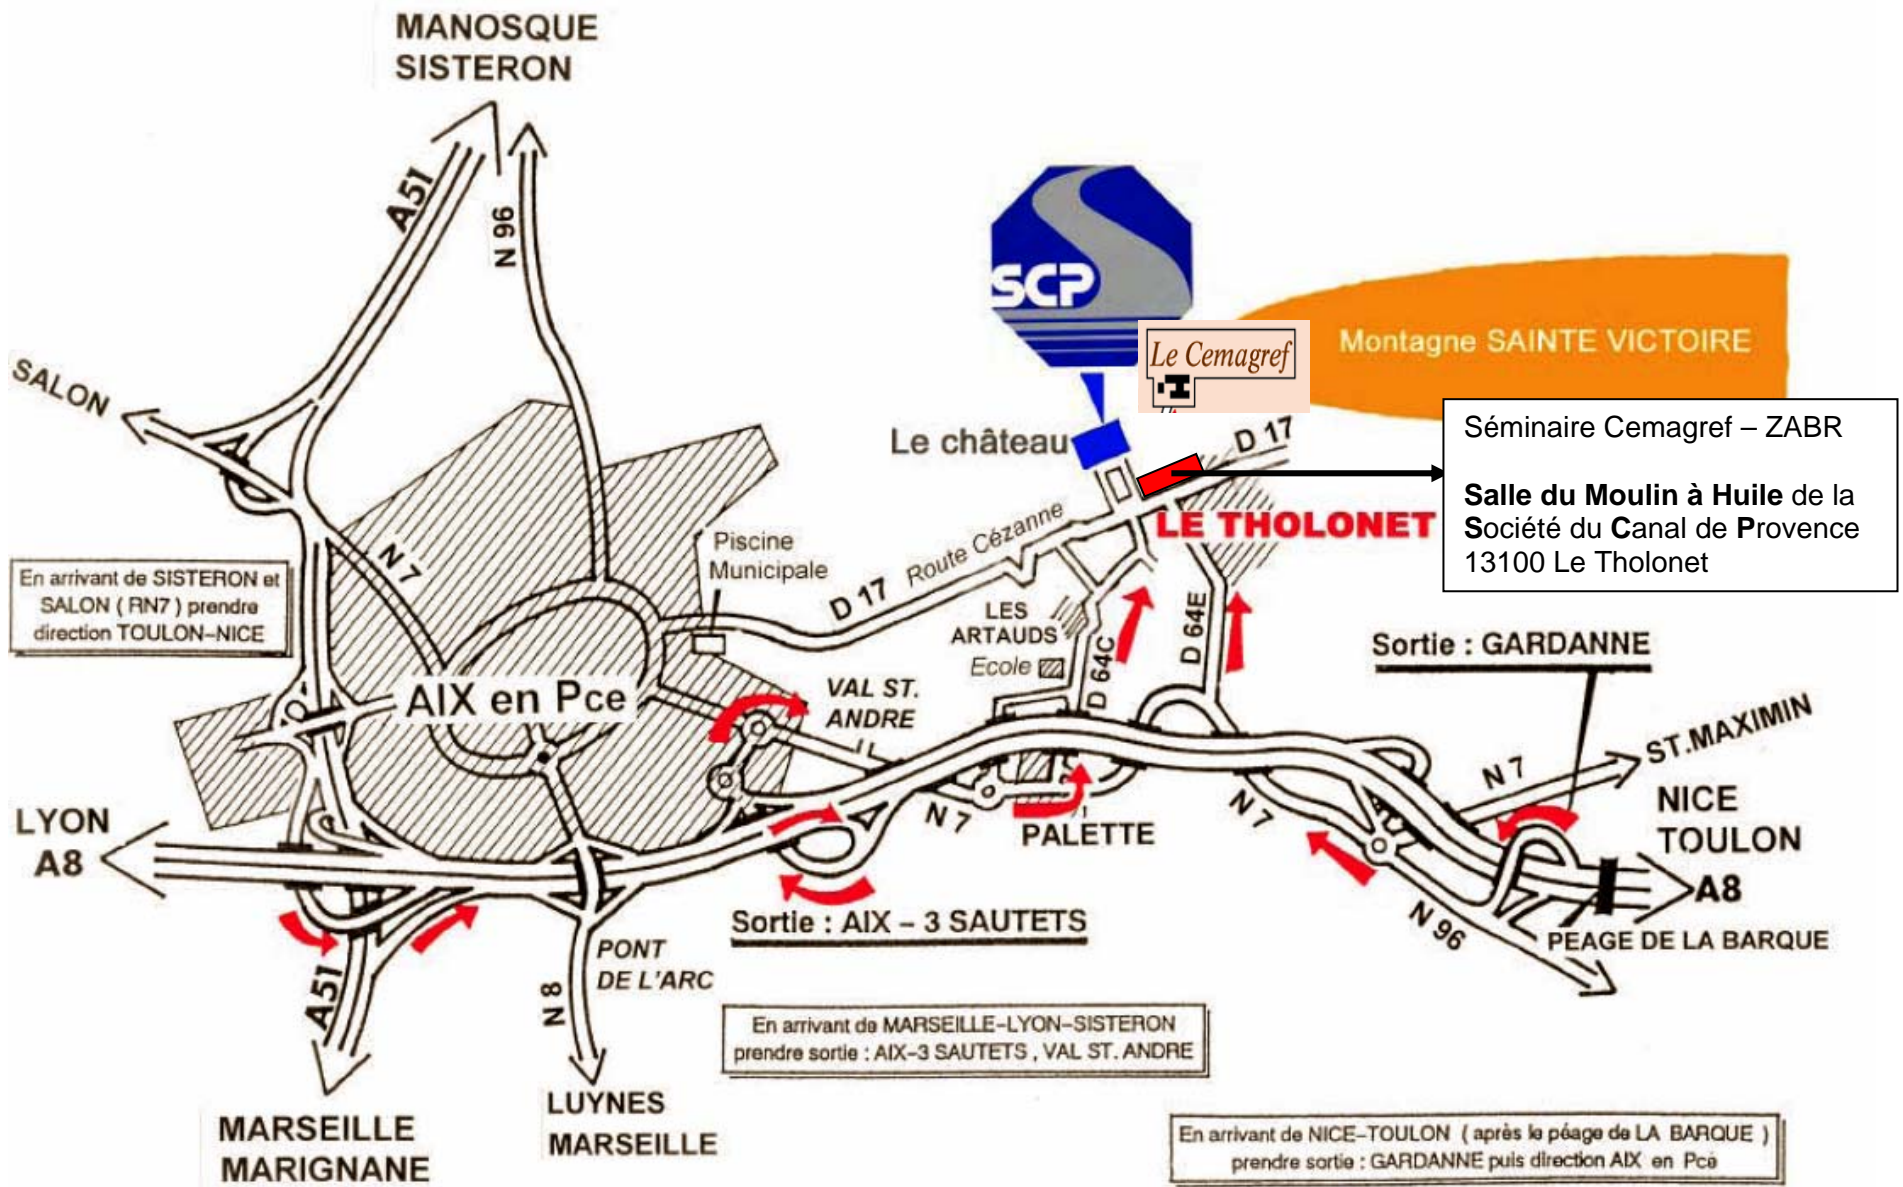 MANOSQUE
SISTERON
A51
N 96
SCP
Le Cemagref
Montagne SAINTE VICTOIRE
SALON
Le château
D 17
Séminaire Cemagref – ZABR
Salle du Moulin à Huile de la
Société du Canal de Provence
13100 Le Tholonet
LE THOLONET
Route Cézanne
D 17
Piscine
Municipale
N 7
En arrivant de SISTERON et
SALON ( RN7 ) prendre
direction TOULON-NICE
LES
ARTAUDS
Ecole
D 64C
D 64E
Sortie : GARDANNE
AIX en Pce
VAL ST.
ANDRE
ST.MAXIMIN
N 7
NICE
TOULON
A8
LYON
A8
N 7
PALETTE
N 7
Sortie : AIX – 3 SAUTETS
N 96
PEAGE DE LA BARQUE
PONT
DE L'ARC
A51
N 8
En arrivant de MARSEILLE-LYON-SISTERON
prendre sortie : AIX-3 SAUTETS , VAL ST. ANDRE
MARSEILLE
MARIGNANE
LUYNES
MARSEILLE
En arrivant de NICE-TOULON ( après le péage de LA BARQUE )
prendre sortie : GARDANNE puis direction AIX en Pcé